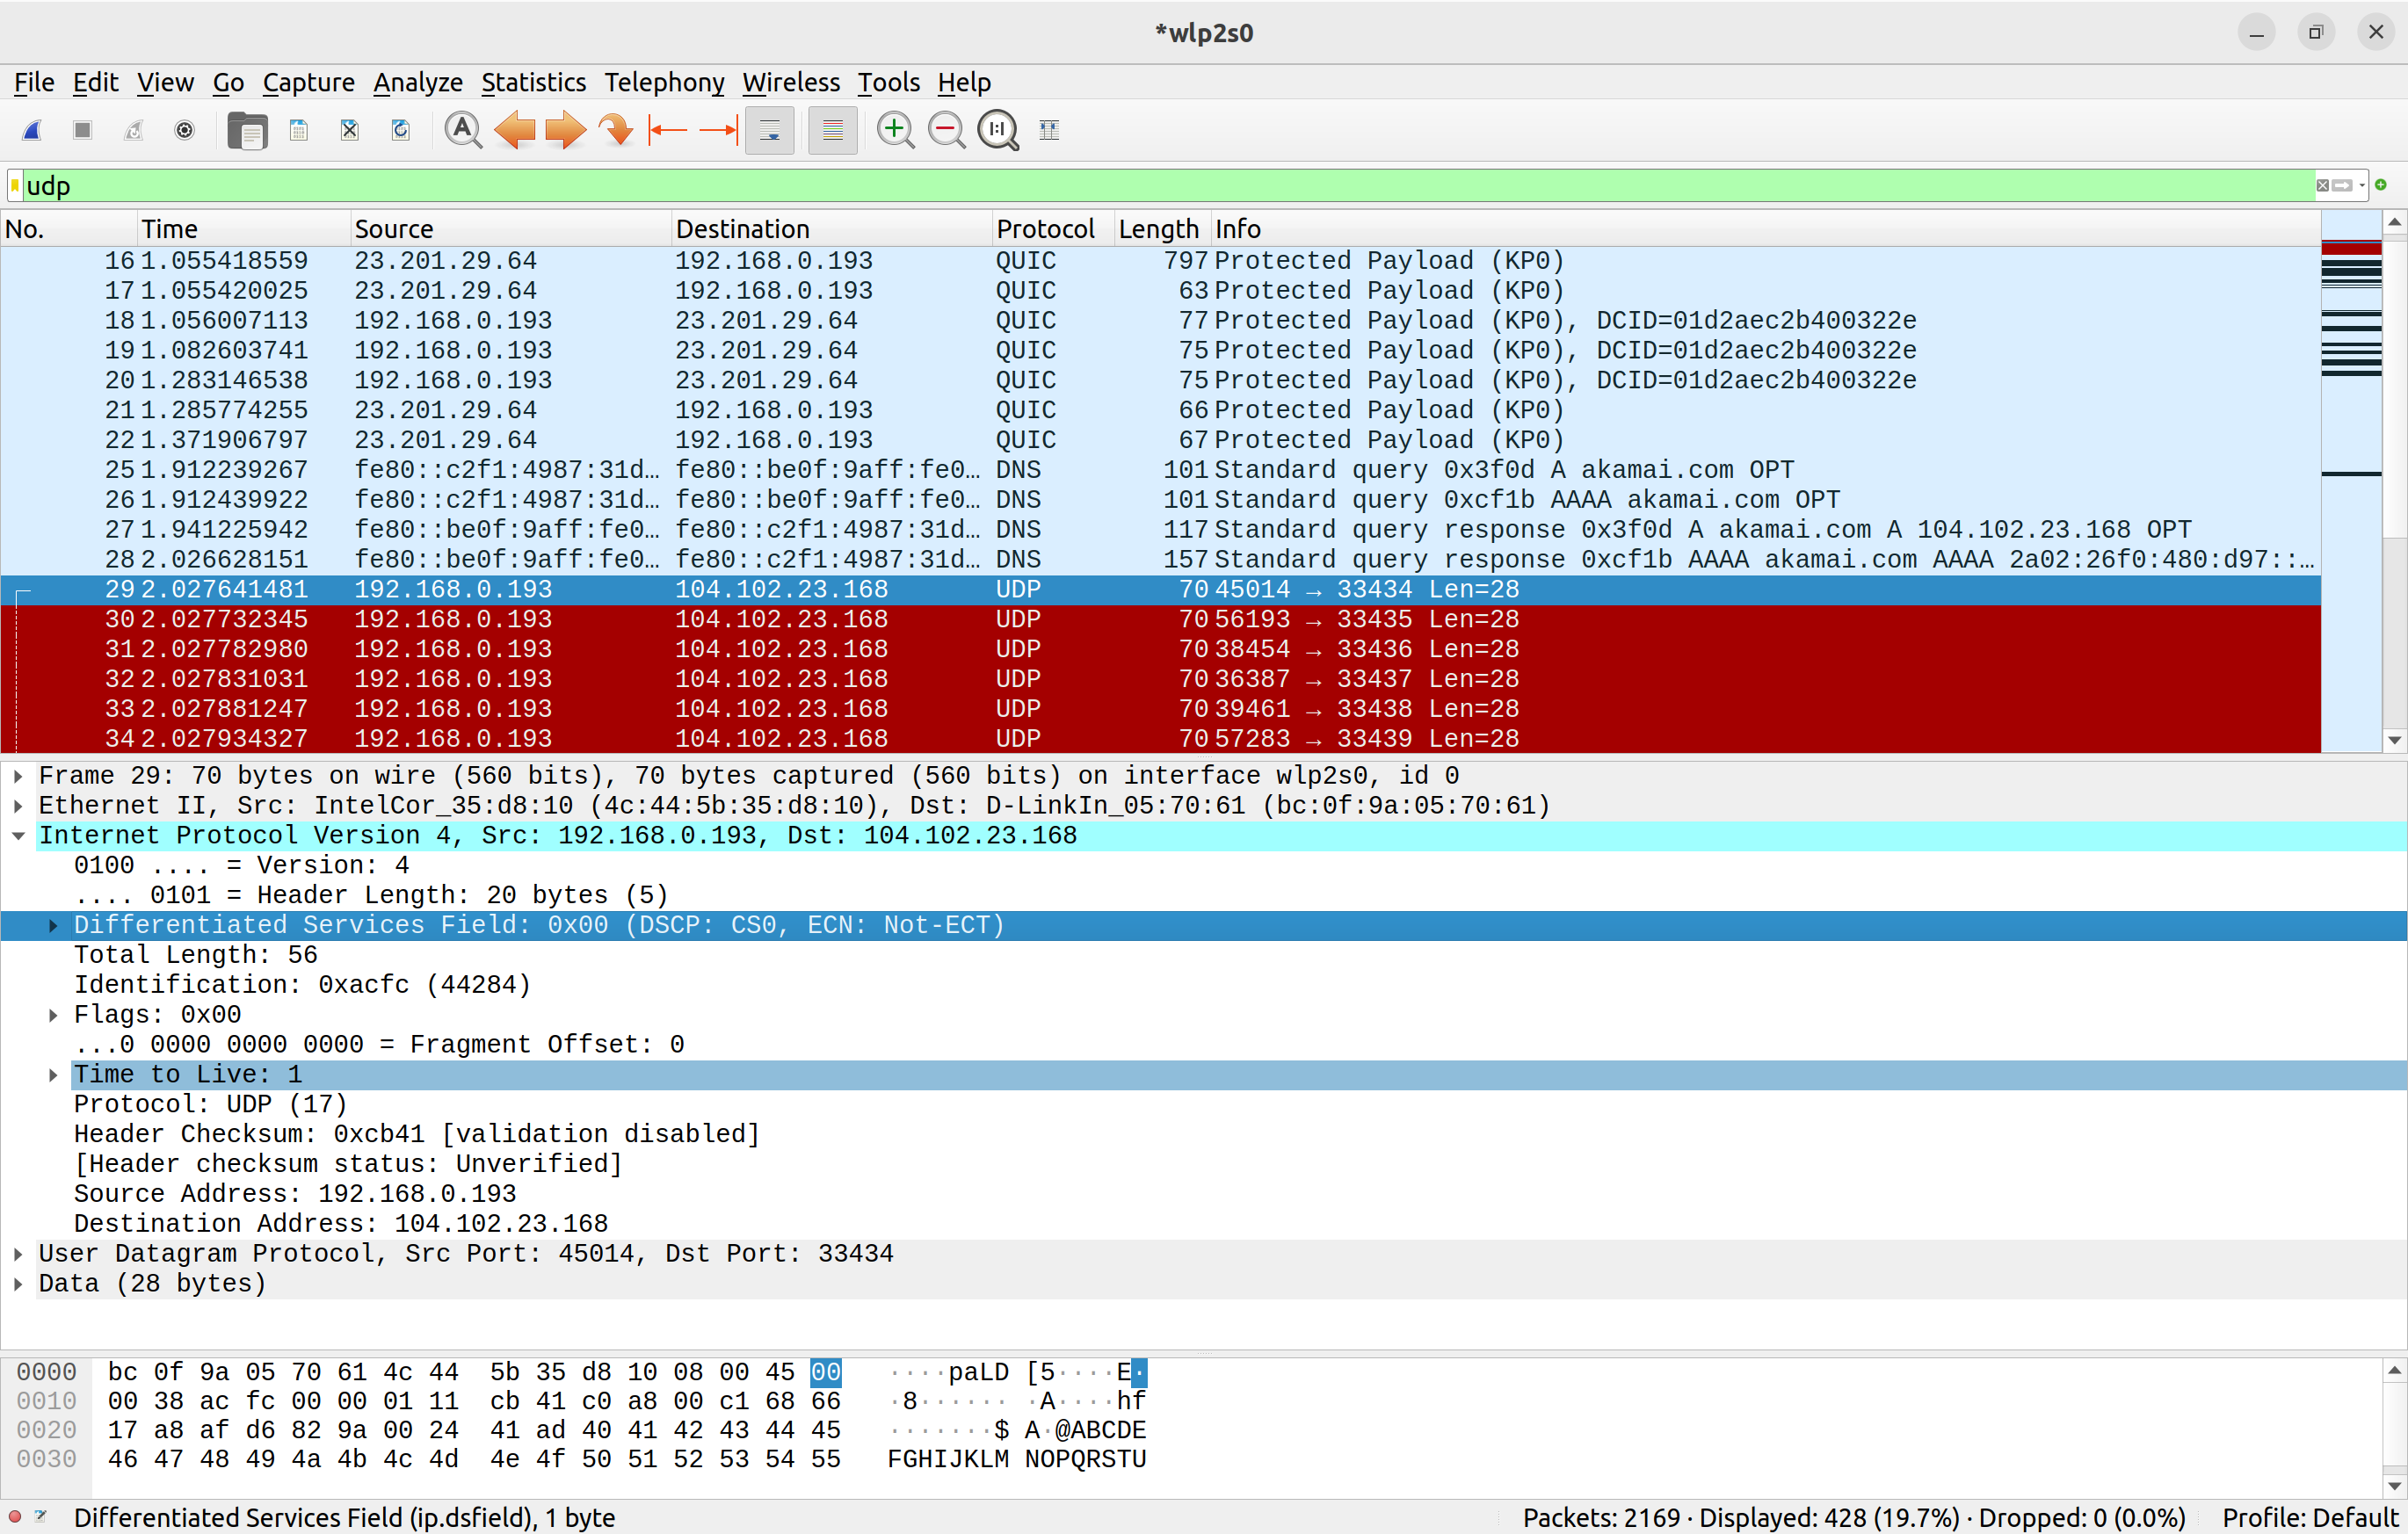 *wlp2s0
File Edit View Go Capture Analyze Statistics Telephony Wireless Tools Help
udp
No. Time Source Destination Protocol Length Info
16 1.055418559 23.201.29.64 192.168.0.193 QUIC 797 Protected Payload (KP0)
17 1.055420025 23.201.29.64 192.168.0.193 QUIC 63 Protected Payload (KP0)
18 1.056007113 192.168.0.193 23.201.29.64 QUIC 77 Protected Payload (KP0), DCID=01d2aec2b400322e
19 1.082603741 192.168.0.193 23.201.29.64 QUIC 75 Protected Payload (KP0), DCID=01d2aec2b400322e
20 1.283146538 192.168.0.193 23.201.29.64 QUIC 75 Protected Payload (KP0), DCID=01d2aec2b400322e
21 1.285774255 23.201.29.64 192.168.0.193 QUIC 66 Protected Payload (KP0)
22 1.371906797 23.201.29.64 192.168.0.193 QUIC 67 Protected Payload (KP0)
25 1.912239267 fe80::c2f1:4987:31d… fe80::be0f:9aff:fe0… DNS 101 Standard query 0x3f0d A akamai.com OPT
26 1.912439922 fe80::c2f1:4987:31d… fe80::be0f:9aff:fe0… DNS 101 Standard query 0xcf1b AAAA akamai.com OPT
27 1.941225942 fe80::be0f:9aff:fe0… fe80::c2f1:4987:31d… DNS 117 Standard query response 0x3f0d A akamai.com A 104.102.23.168 OPT
28 2.026628151 fe80::be0f:9aff:fe0… fe80::c2f1:4987:31d… DNS 157 Standard query response 0xcf1b AAAA akamai.com AAAA 2a02:26f0:480:d97::…
29 2.027641481 192.168.0.193 104.102.23.168 UDP 70 45014 → 33434 Len=28
30 2.027732345 192.168.0.193 104.102.23.168 UDP 70 56193 → 33435 Len=28
31 2.027782980 192.168.0.193 104.102.23.168 UDP 70 38454 → 33436 Len=28
32 2.027831031 192.168.0.193 104.102.23.168 UDP 70 36387 → 33437 Len=28
33 2.027881247 192.168.0.193 104.102.23.168 UDP 70 39461 → 33438 Len=28
34 2.027934327 192.168.0.193 104.102.23.168 UDP 70 57283 → 33439 Len=28
Frame 29: 70 bytes on wire (560 bits), 70 bytes captured (560 bits) on interface wlp2s0, id 0
Ethernet II, Src: IntelCor_35:d8:10 (4c:44:5b:35:d8:10), Dst: D-LinkIn_05:70:61 (bc:0f:9a:05:70:61)
Internet Protocol Version 4, Src: 192.168.0.193, Dst: 104.102.23.168
0100 .... = Version: 4
.... 0101 = Header Length: 20 bytes (5)
Differentiated Services Field: 0x00 (DSCP: CS0, ECN: Not-ECT)
Total Length: 56
Identification: 0xacfc (44284)
Flags: 0x00
...0 0000 0000 0000 = Fragment Offset: 0
Time to Live: 1
Protocol: UDP (17)
Header Checksum: 0xcb41 [validation disabled]
[Header checksum status: Unverified]
Source Address: 192.168.0.193
Destination Address: 104.102.23.168
User Datagram Protocol, Src Port: 45014, Dst Port: 33434
Data (28 bytes)
0000 bc 0f 9a 05 70 61 4c 44 5b 35 d8 10 08 00 45 00 ····paLD [5····E·
0010 00 38 ac fc 00 00 01 11 cb 41 c0 a8 00 c1 68 66 ·8······ ·A····hf
0020 17 a8 af d6 82 9a 00 24 41 ad 40 41 42 43 44 45 ·······$ A·@ABCDE
0030 46 47 48 49 4a 4b 4c 4d 4e 4f 50 51 52 53 54 55 FGHIJKLM NOPQRSTU
Differentiated Services Field (ip.dsfield), 1 byte Packets: 2169 · Displayed: 428 (19.7%) · Dropped: 0 (0.0%) Profile: Default